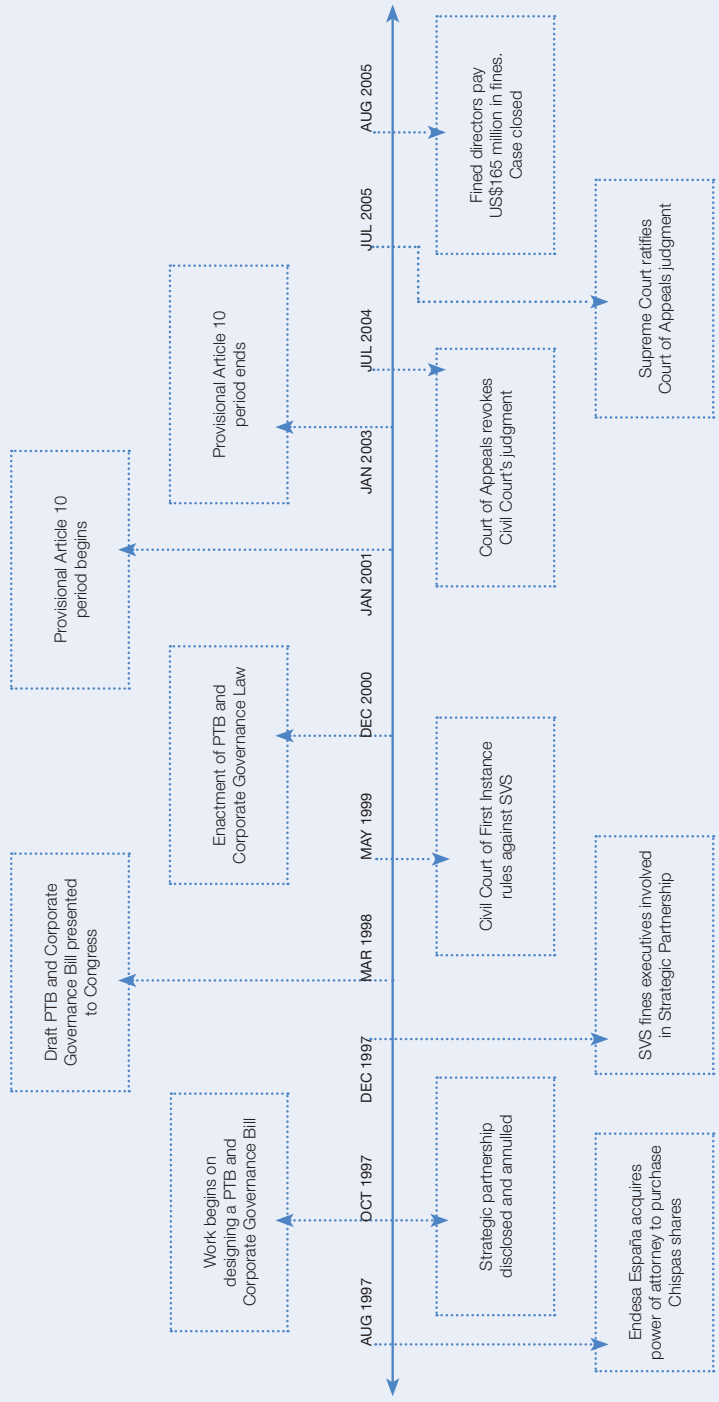 Draft PTB and Corporate
Governance Bill presented
to Congress
Provisional Article 10
period begins
Work begins on
designing a PTB and
Corporate Governance Bill
Enactment of PTB and
Corporate Governance Law
Provisional Article 10
period ends
AUG 1997
OCT 1997
DEC 1997
MAR 1998
MAY 1999
DEC 2000
JAN 2001
JAN 2003
JUL 2004
JUL 2005
AUG 2005
Strategic partnership
disclosed and annulled
Civil Court of First Instance
rules against SVS
Court of Appeals revokes
Civil Court's judgment
Fined directors pay
US$165 million in fines.
Case closed
Endesa España acquires
power of attorney to purchase
Chispas shares
SVS fines executives involved
in Strategic Partnership
Supreme Court ratifies
Court of Appeals judgment